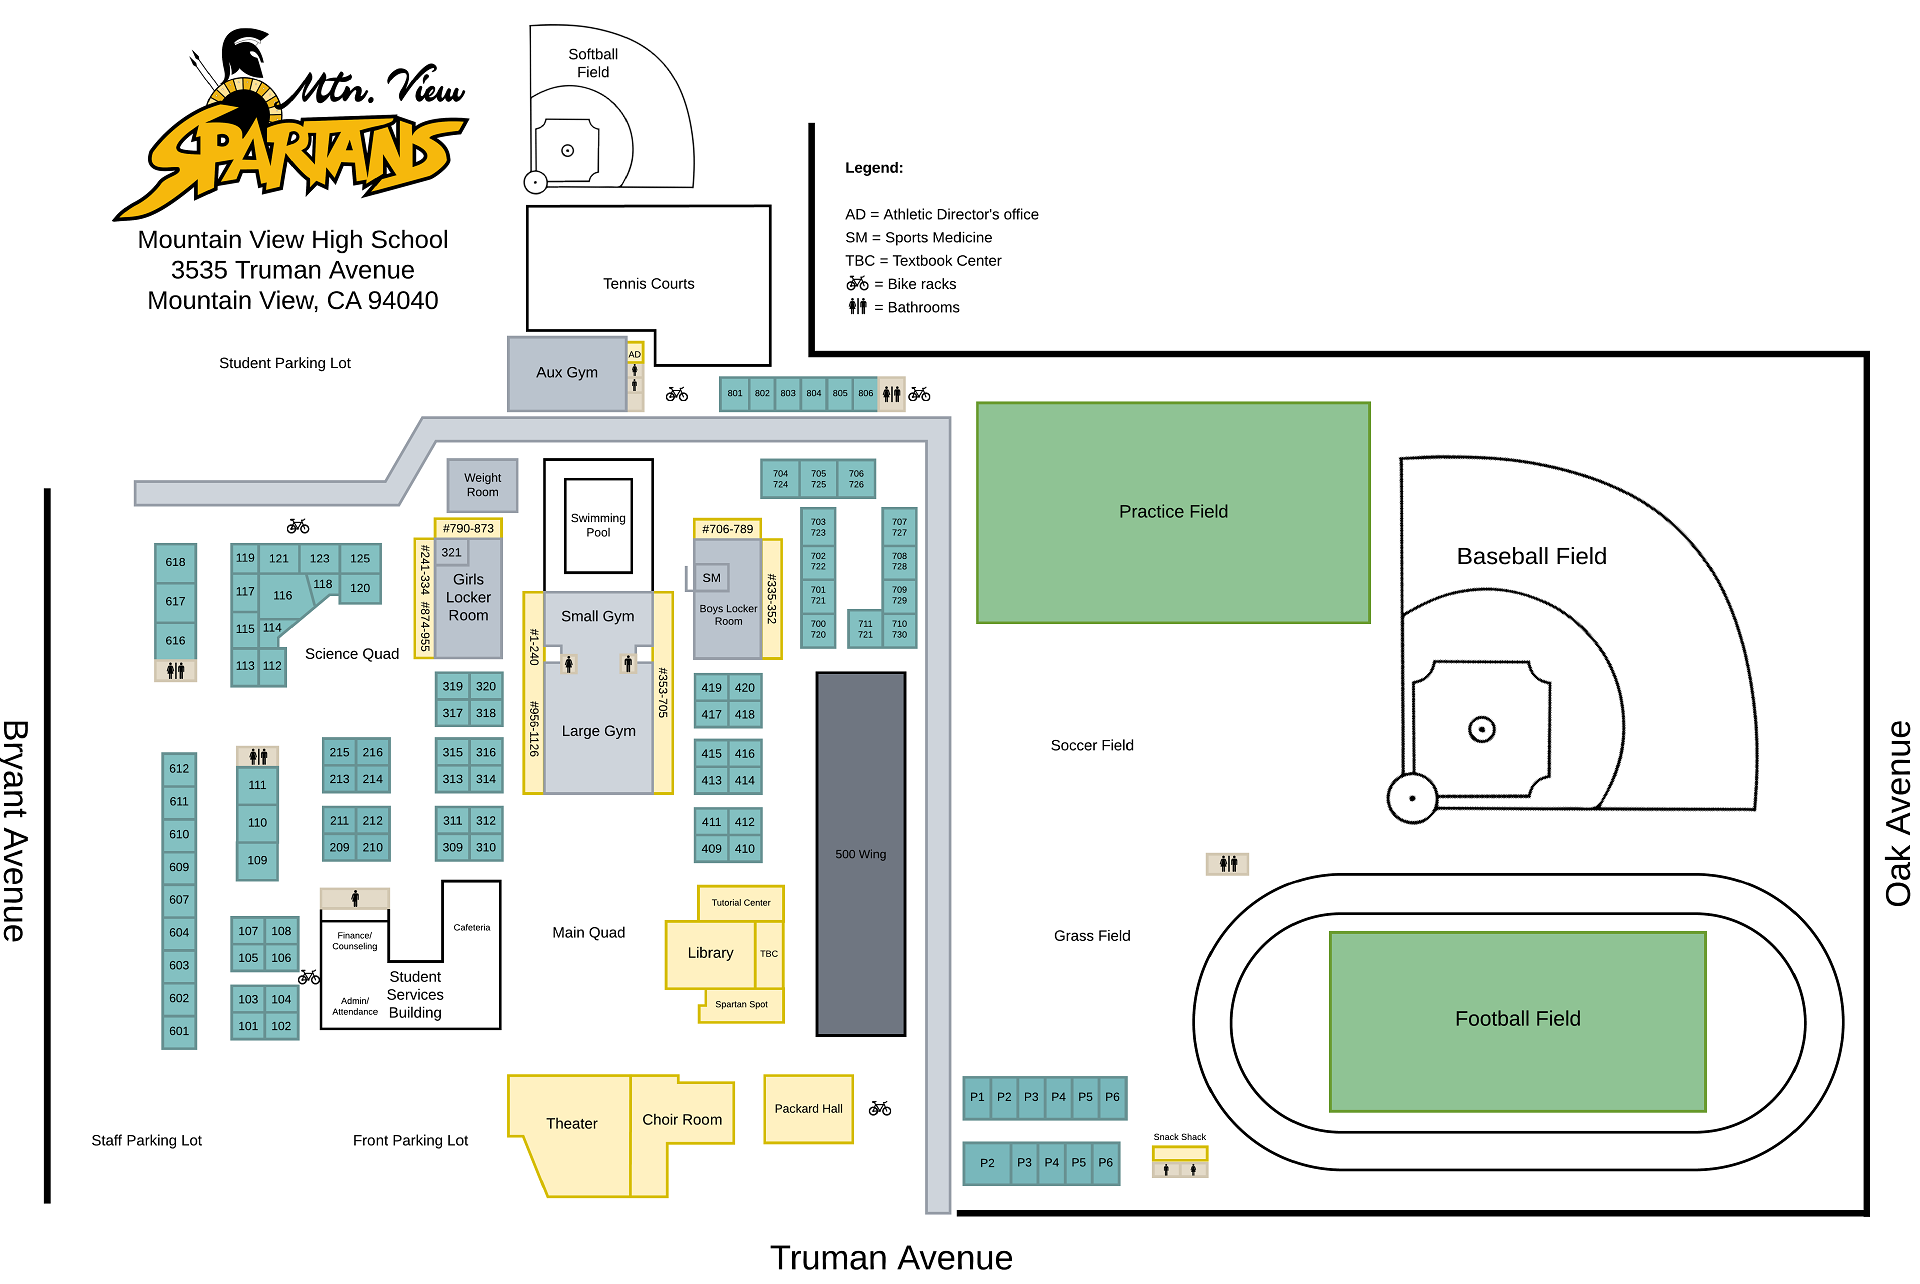 Mtn. View
SPARTANS
Mountain View High School
3535 Truman Avenue
Mountain View, CA 94040
Softball
Field
Tennis Courts
Legend:
AD = Athletic Director's office
SM = Sports Medicine
TBC = Textbook Center
= Bike racks
= Bathrooms
Student Parking Lot
Aux Gym
AD
801 802 803 804 805 806
Weight
Room
Swimming
Pool
704 705 706
724 725 726
#790-873
#706-789
618
617
616
119 121 123 125
117 116 118 120
115 114
113 112
Science Quad
#241-334 #874-955
321
Girls
Locker
Room
Small Gym
#1-240
#956-1126
#353-705
Large Gym
SM
Boys Locker
Room
#335-352
703
723
702
722
701
721
700
720
707
727
708
728
709
729
711
721
710
730
Practice Field
Baseball Field
319 320
317 318
315 316
313 314
311 312
309 310
419 420
417 418
415 416
413 414
411 412
409 410
500 Wing
Soccer Field
Grass Field
612
611
610
609
607
604
603
602
601
111
110
109
215 216
213 214
211 212
209 210
107 108
105 106
103 104
101 102
Finance/
Counseling
Cafeteria
Student
Services
Building
Admin/
Attendance
Main Quad
Tutorial Center
Library
TBC
Spartan Spot
Football Field
Theater
Choir Room
Packard Hall
P1 P2 P3 P4 P5 P6
P2 P3 P4 P5 P6
Snack Shack
Staff Parking Lot
Front Parking Lot
Bryant Avenue
Oak Avenue
Truman Avenue